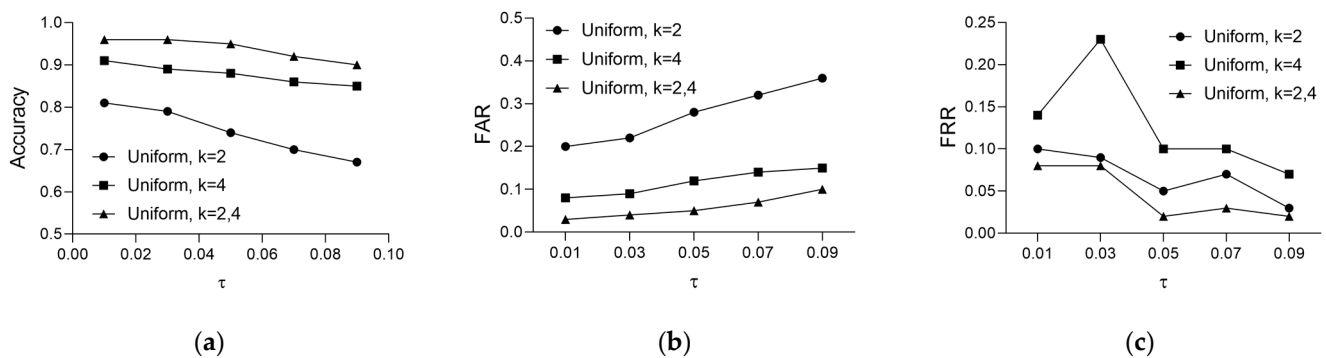 1.0
0.9
0.8
0.7
0.6
0.5
Accuracy
Uniform, k=2
Uniform, k=4
Uniform, k=2,4
0.00 0.02 0.04 0.06 0.08 0.10
τ
(a)
0.5
0.4
0.3
0.2
0.1
0.0
FAR
Uniform, k=2
Uniform, k=4
Uniform, k=2,4
0.01 0.03 0.05 0.07 0.09
τ
(b)
0.25
0.20
0.15
0.10
0.05
0.00
FRR
Uniform, k=2
Uniform, k=4
Uniform, k=2,4
0.01 0.03 0.05 0.07 0.09
τ
(c)